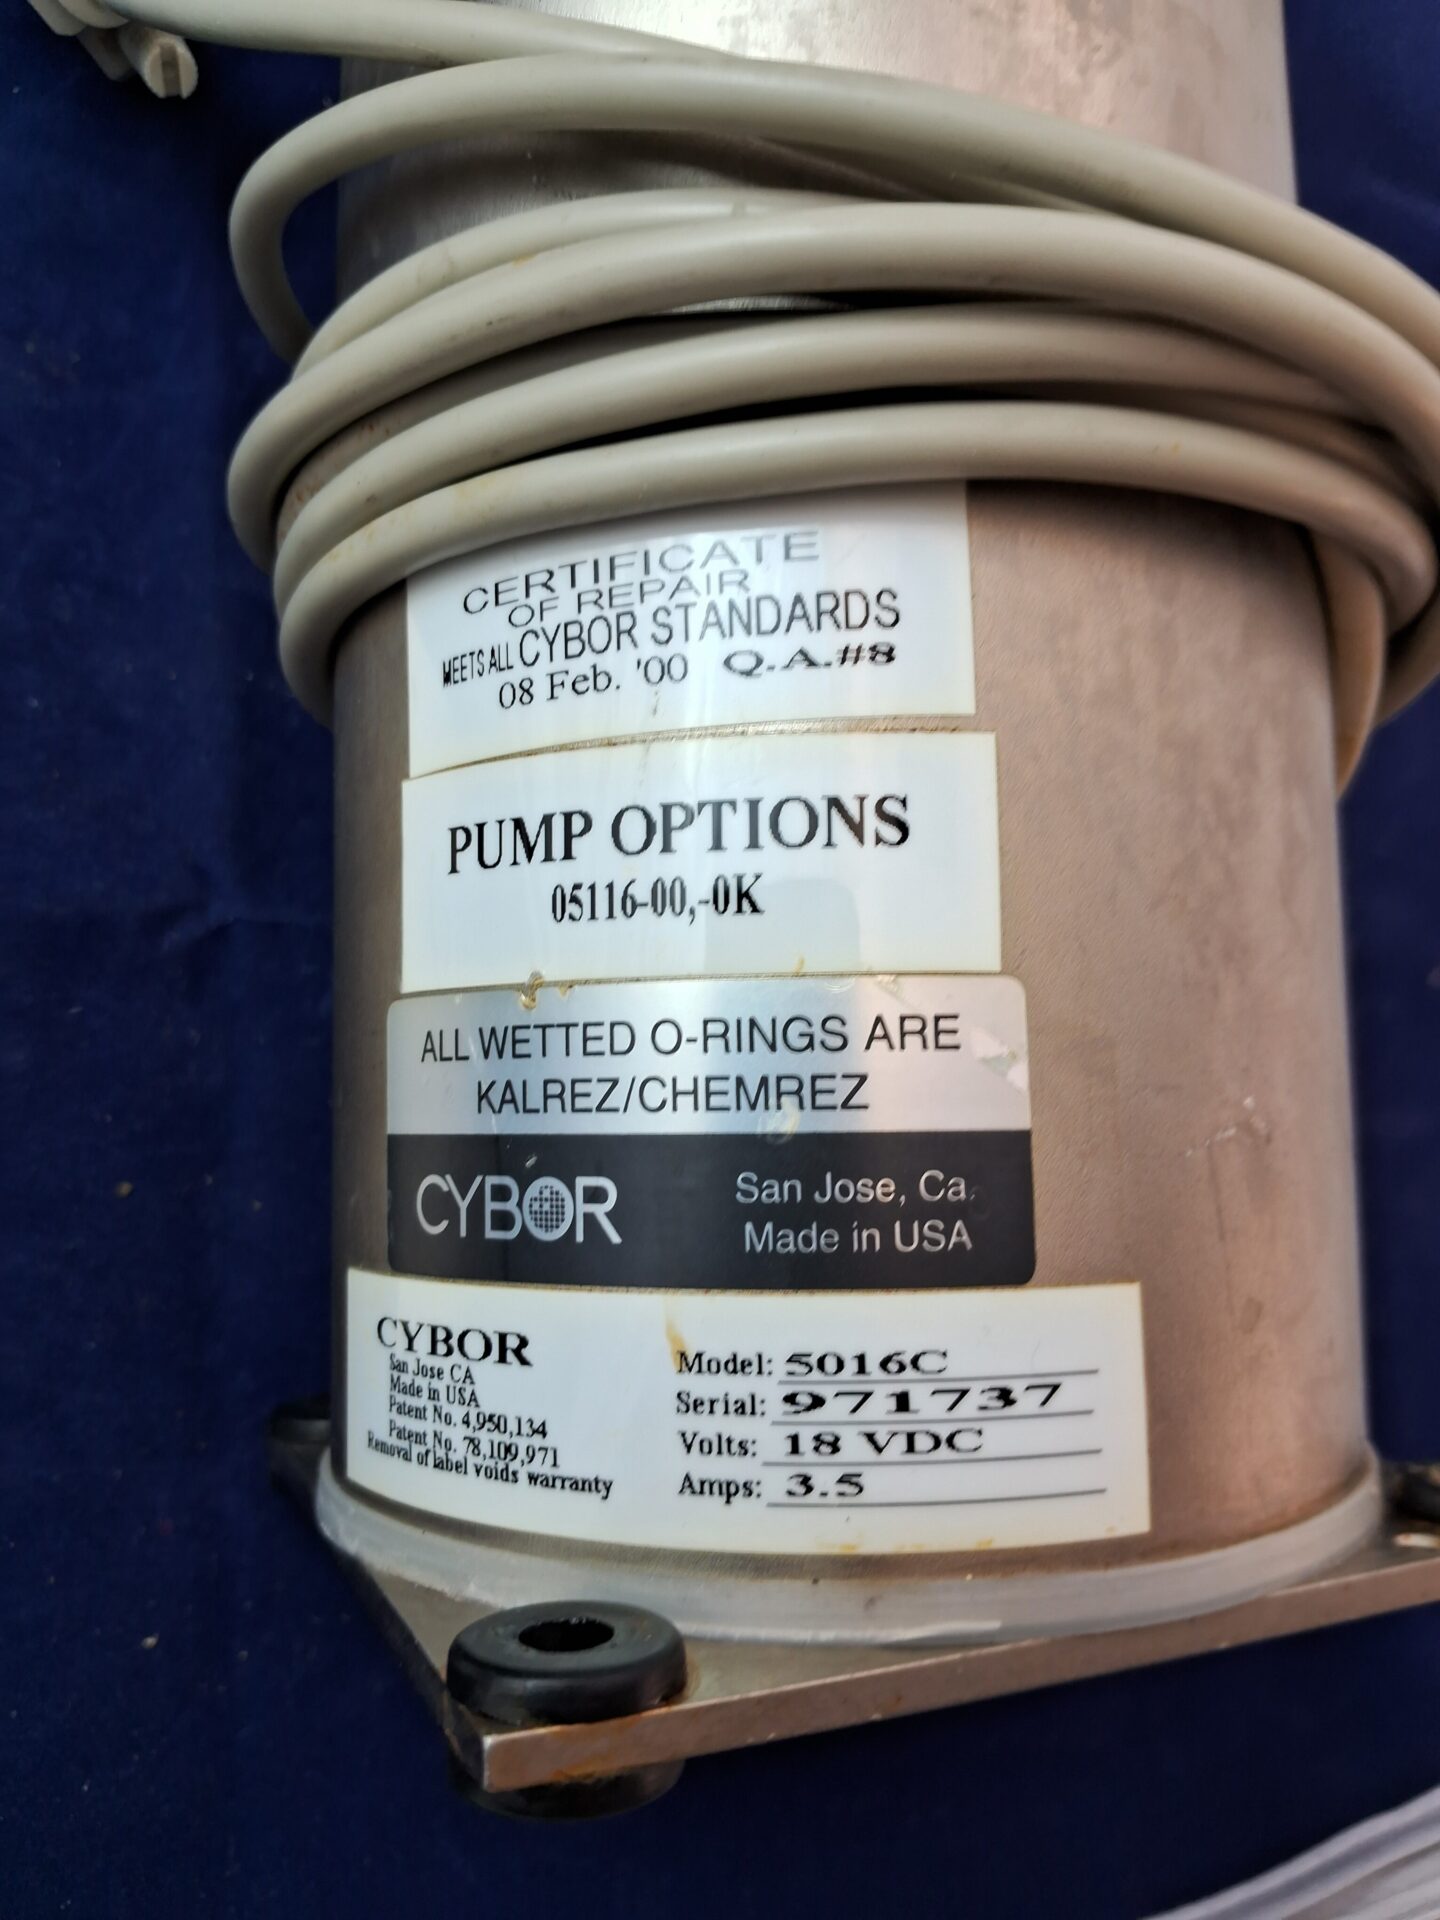 CERTIFICATE
OF REPAIR
MEETS ALL CYBOR STANDARDS
08 Feb. '00 Q.A.#8
PUMP OPTIONS
05116-00,-0K
ALL WETTED O-RINGS ARE
KALREZ/CHEMREZ
CYBOR
San Jose, Ca.
Made in USA
CYBOR
San Jose CA
Made in USA
Patent No. 4,950,134
Patent No. 78,109,971
Removal of label voids warranty
Model: 5016C
Serial: 971737
Volts: 18 VDC
Amps: 3.5